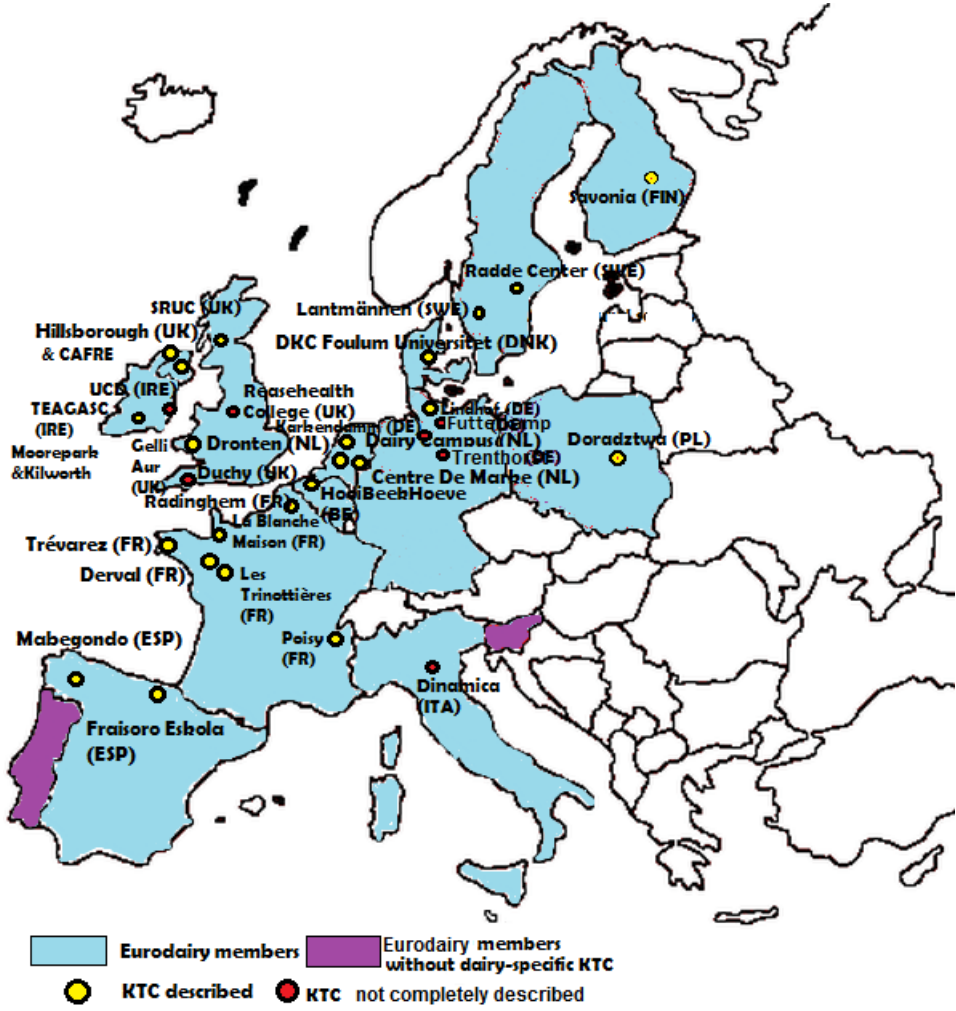 Savonia (FIN)
Radde Center (SWE)
SRUC (UK)
Lantmännen (SWE)
Hillsborough (UK)
& CAFRE
DKC Foulum Universitet (DNK)
UCD (IRE)
Reasehealth
College (UK)
TEAGASC
(IRE)
Moorepark
&Kilworth
Lindhof (DE)
Futterkamp
(DE)
Karkendamm (DE)
Dairy Campus (NL)
Dronten (NL)
Trenthorst (DE)
Doradztwa (PL)
Gelli
Aur
(UK)
Duchy (UK)
Centre De Marke (NL)
HooiBeekHoeve
(BE)
Radinghem (FR)
La Blanche
Maison (FR)
Trévarez (FR)
Derval (FR)
Les
Trinottières
(FR)
Poisy
(FR)
Mabegondo (ESP)
Dinamica
(ITA)
Fraisoro Eskola
(ESP)
Eurodairy members
Eurodairy members
without dairy-specific KTC
KTC described
KTC not completely described